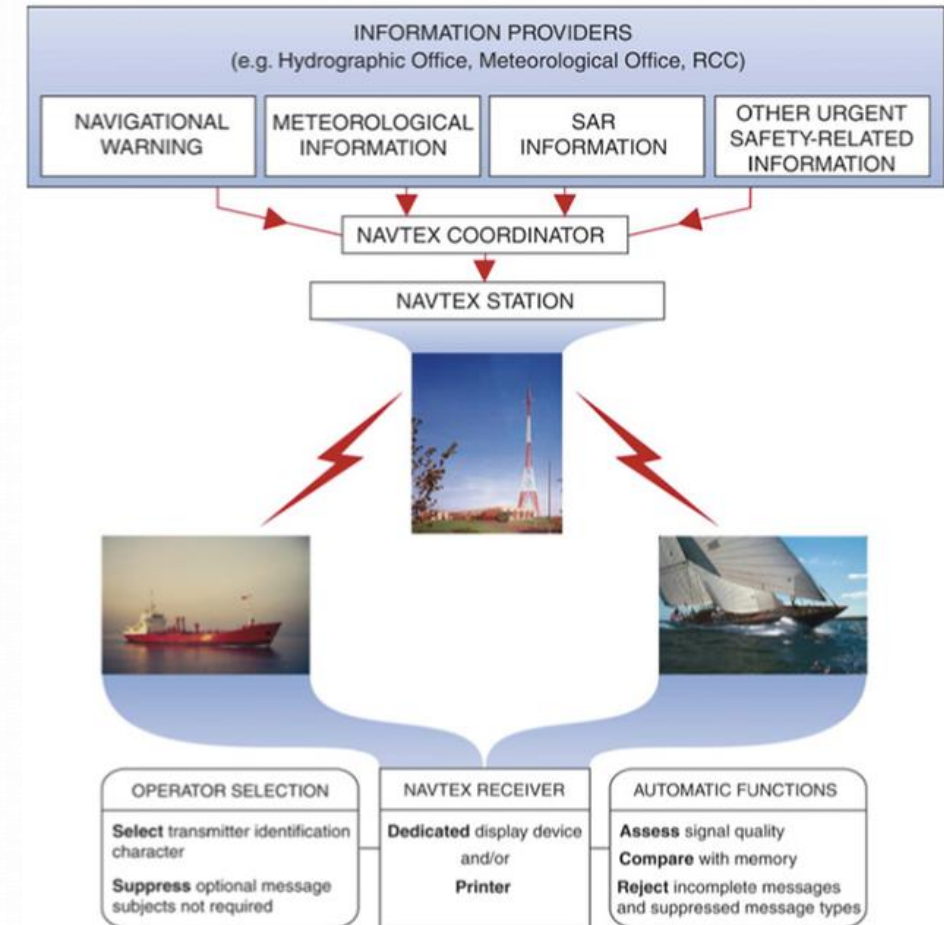 INFORMATION PROVIDERS
(e.g. Hydrographic Office, Meteorological Office, RCC)
NAVIGATIONAL
WARNING
METEOROLOGICAL
INFORMATION
SAR
INFORMATION
OTHER URGENT
SAFETY-RELATED
INFORMATION
NAVTEX COORDINATOR
NAVTEX STATION
OPERATOR SELECTION
Select transmitter identification
character
Suppress optional message
subjects not required
NAVTEX RECEIVER
Dedicated display device
and/or
Printer
AUTOMATIC FUNCTIONS
Assess signal quality
Compare with memory
Reject incomplete messages
and suppressed message types